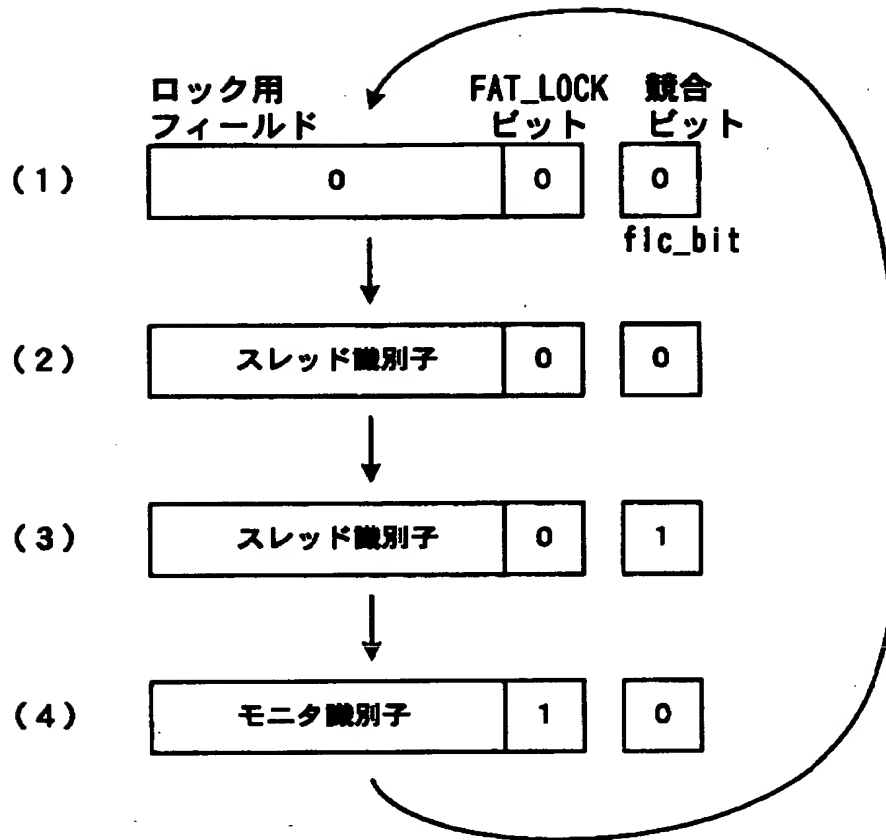 ロック用 FAT_LOCK 競合
フィールド ビット ビット
(1) 0 0 0
flc_bit
(2) スレッド識別子 0 0
(3) スレッド識別子 0 1
(4) モニタ識別子 1 0